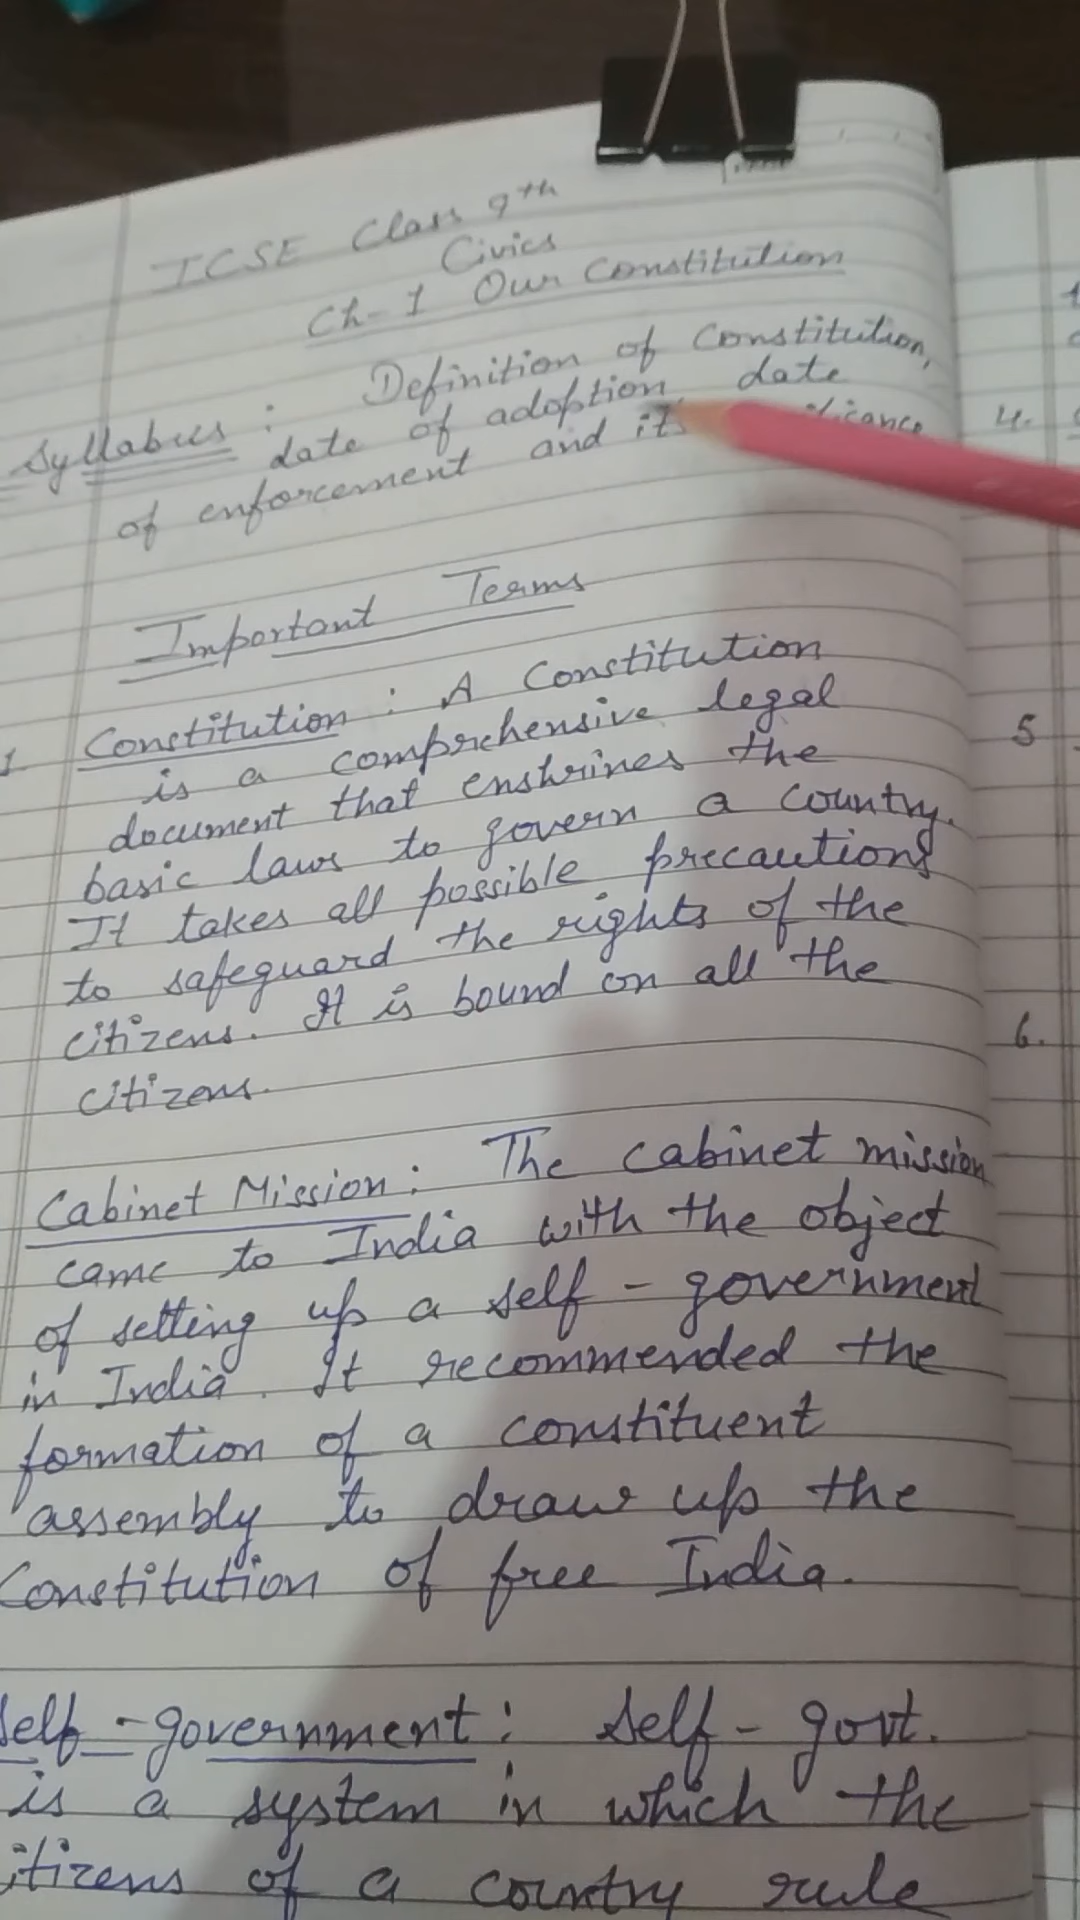 ICSE Class 9th
Civics
Ch-1 Our Constitution
Syllabus : Definition of Constitution,
date of adoption, date
of enforcement and its
Important Terms
1 Constitution : A Constitution
is a comprehensive legal
document that enshrines the
basic laws to govern a country.
It takes all possible precautions
to safeguard the rights of the
citizens. It is bound on all the
citizens.
Cabinet Mission : The cabinet mission
came to India with the object
of setting up a self-government
in India. It recommended the
formation of a constituent
assembly to draw up the
Constitution of free India.
Self-government : Self-govt.
is a system in which the
citizens of a country rule
4.
5
6.